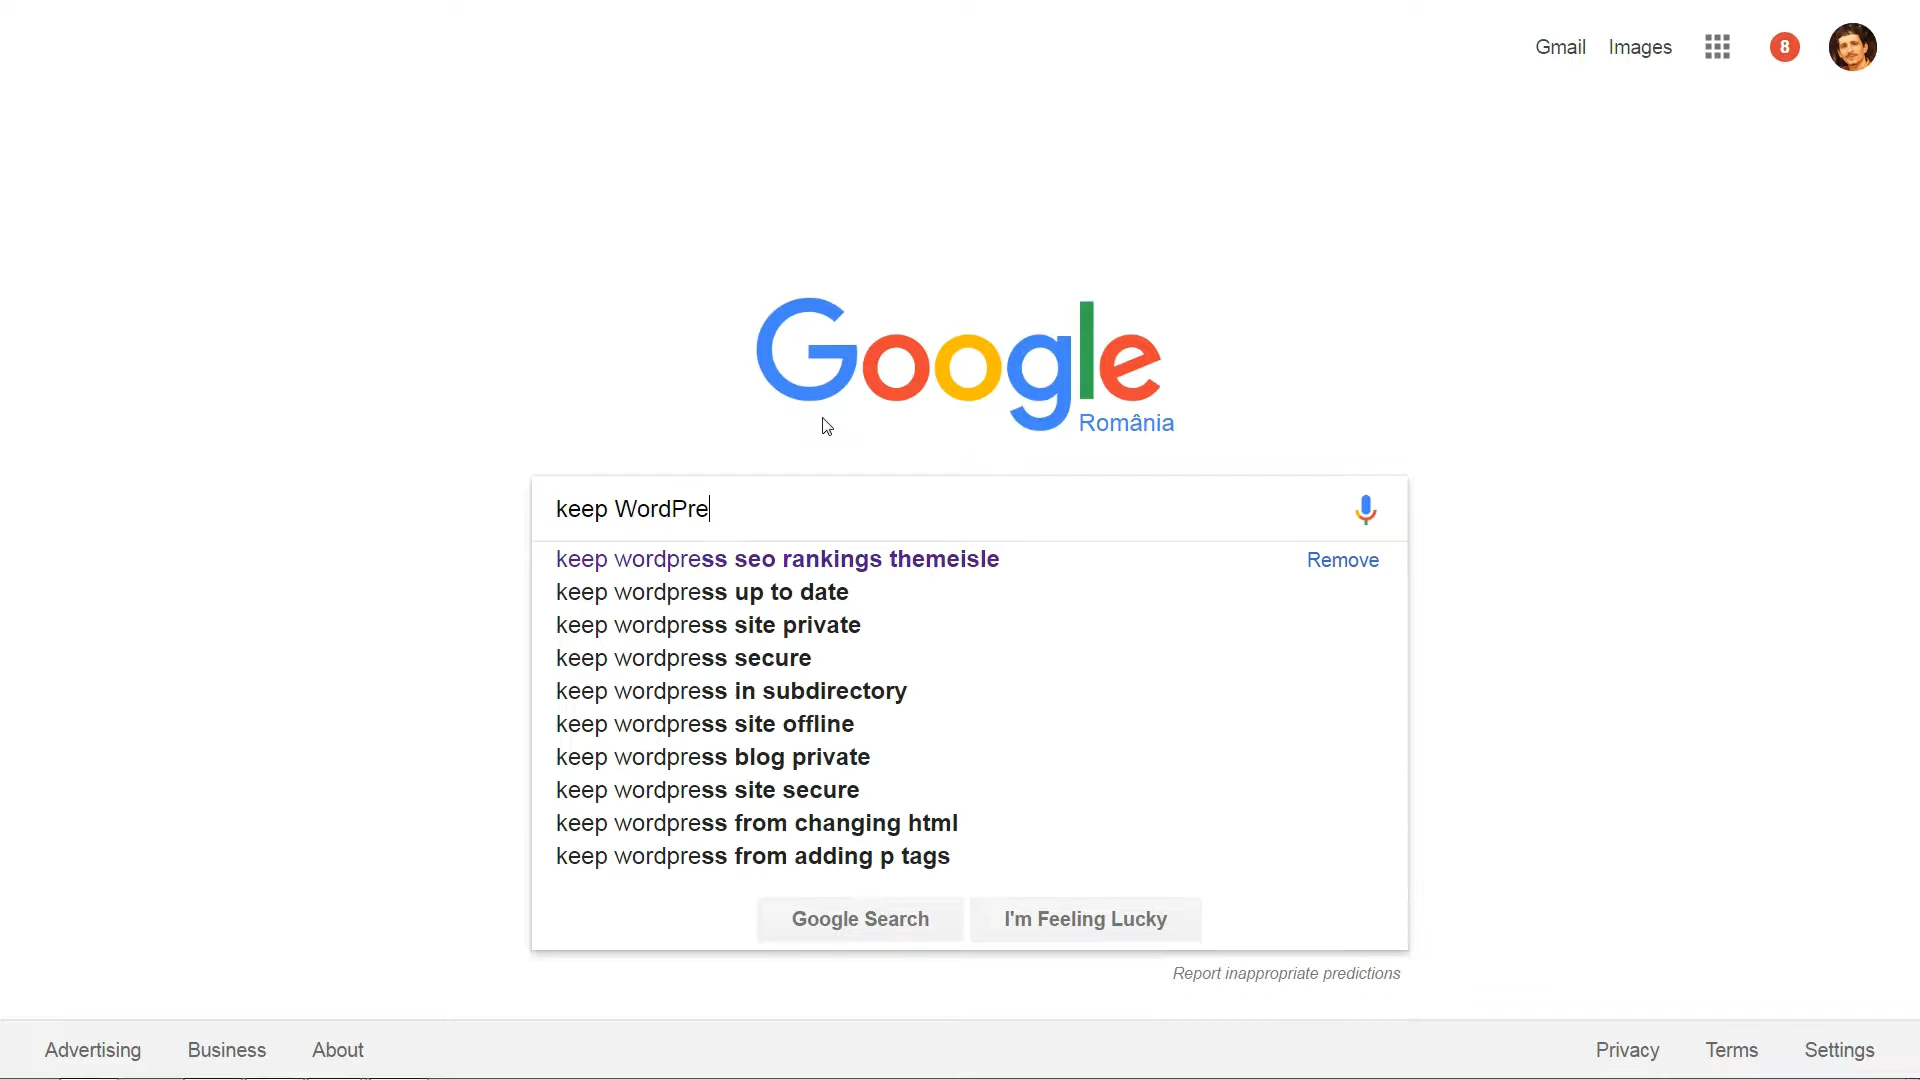 Gmail Images 8
Google
România
keep WordPre
keep wordpress seo rankings themeisle Remove
keep wordpress up to date
keep wordpress site private
keep wordpress secure
keep wordpress in subdirectory
keep wordpress site offline
keep wordpress blog private
keep wordpress site secure
keep wordpress from changing html
keep wordpress from adding p tags
Google Search I'm Feeling Lucky
Report inappropriate predictions
Advertising Business About Privacy Terms Settings